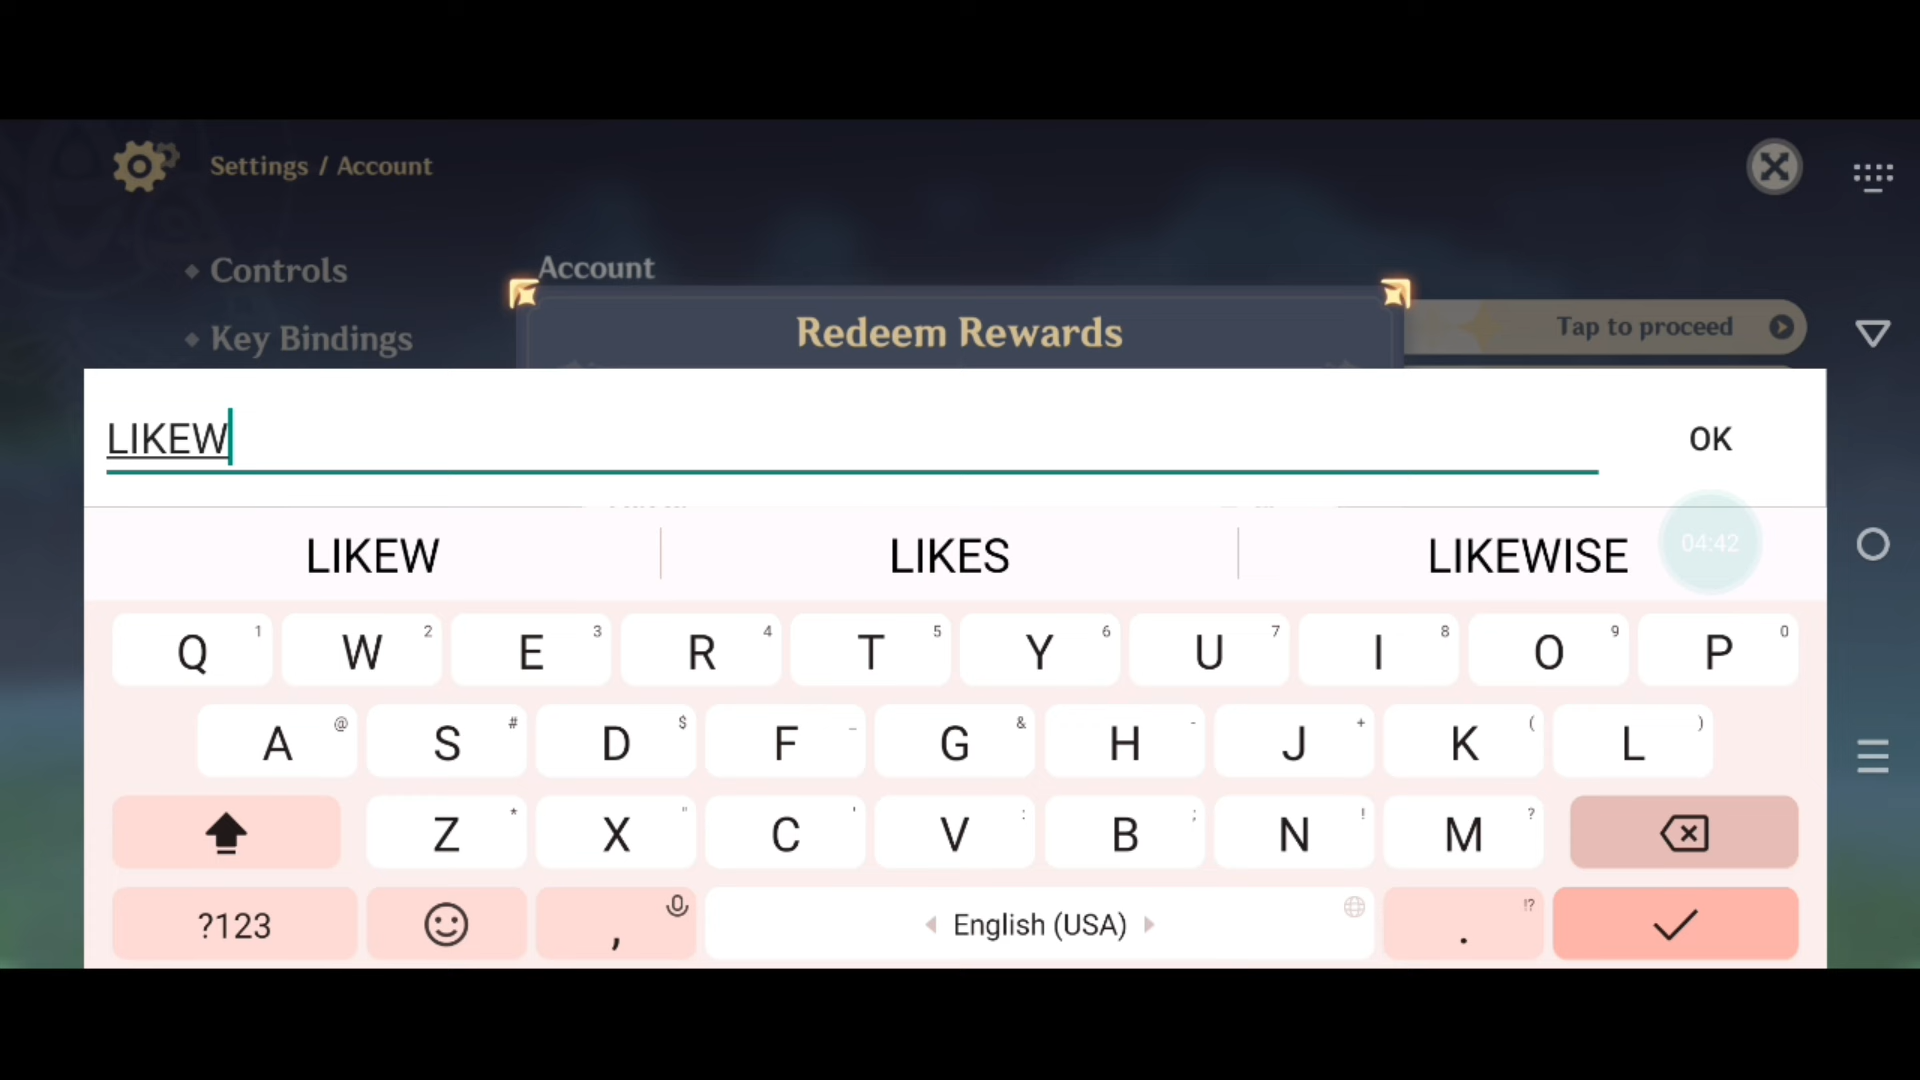 Settings / Account
Controls
Account
Key Bindings
Redeem Rewards
Tap to proceed
LIKEW
OK
LIKEW LIKES LIKEWISE
04:42
Q 1 W 2 E 3 R 4 T 5 Y 6 U 7 I 8 O 9 P 0
A @ S # D $ F _ G & H - J + K ( L )
Z * X " C ' V : B ; N ! M ?
?123 , English (USA) . !?